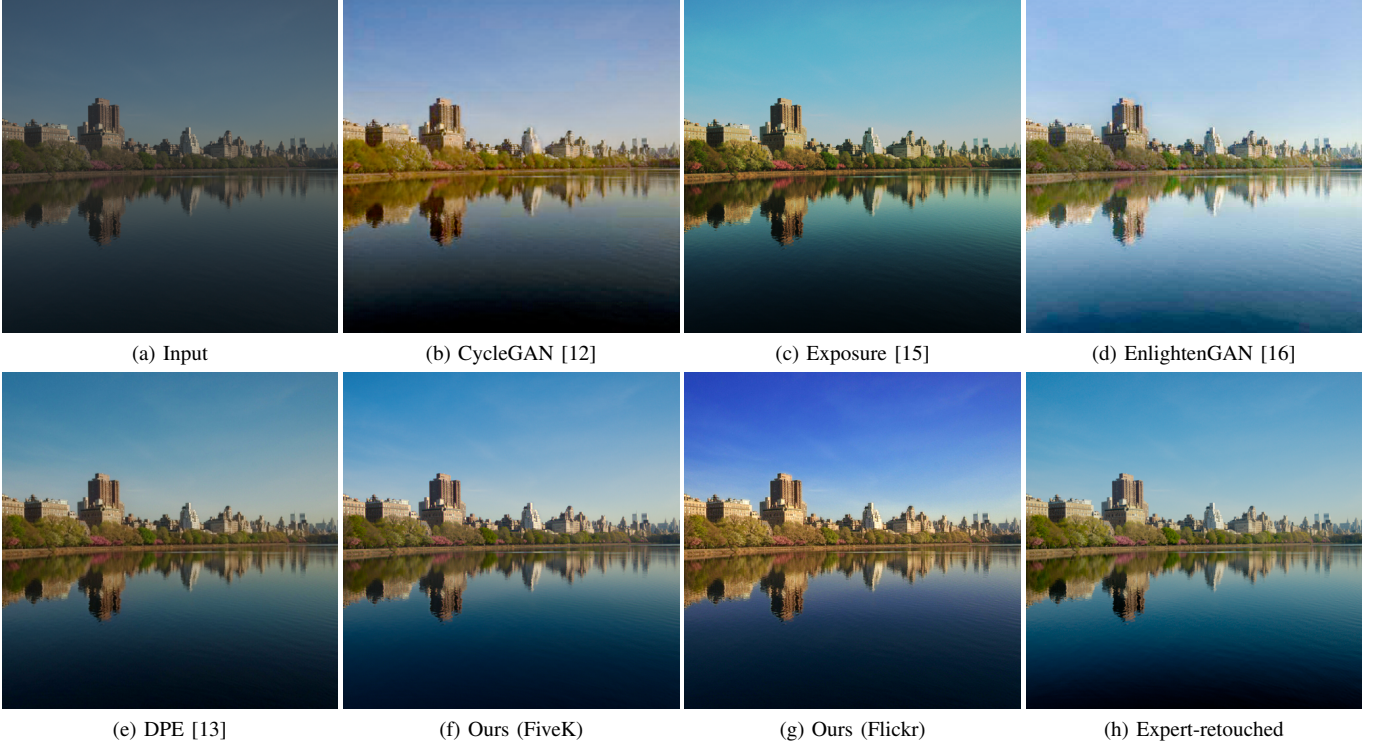 (a) Input
(b) CycleGAN [12]
(c) Exposure [15]
(d) EnlightenGAN [16]
(e) DPE [13]
(f) Ours (FiveK)
(g) Ours (Flickr)
(h) Expert-retouched